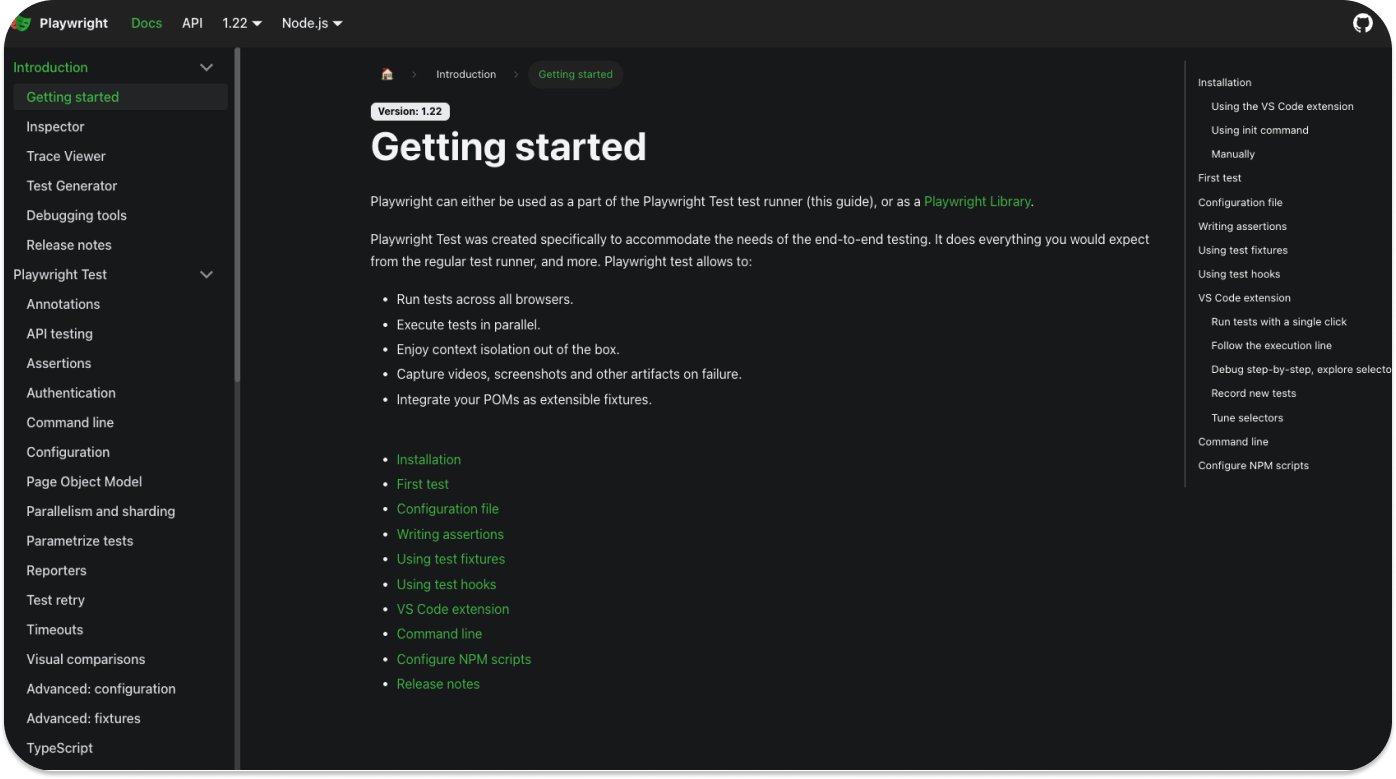 Playwright Docs API 1.22 Node.js
Introduction
Getting started
Inspector
Trace Viewer
Test Generator
Debugging tools
Release notes
Playwright Test
Annotations
API testing
Assertions
Authentication
Command line
Configuration
Page Object Model
Parallelism and sharding
Parametrize tests
Reporters
Test retry
Timeouts
Visual comparisons
Advanced: configuration
Advanced: fixtures
TypeScript
Introduction Getting started
Version: 1.22
Getting started
Playwright can either be used as a part of the Playwright Test test runner (this guide), or as a Playwright Library.
Playwright Test was created specifically to accommodate the needs of the end-to-end testing. It does everything you would expect
from the regular test runner, and more. Playwright test allows to:
• Run tests across all browsers.
• Execute tests in parallel.
• Enjoy context isolation out of the box.
• Capture videos, screenshots and other artifacts on failure.
• Integrate your POMs as extensible fixtures.
• Installation
• First test
• Configuration file
• Writing assertions
• Using test fixtures
• Using test hooks
• VS Code extension
• Command line
• Configure NPM scripts
• Release notes
Installation
Using the VS Code extension
Using init command
Manually
First test
Configuration file
Writing assertions
Using test fixtures
Using test hooks
VS Code extension
Run tests with a single click
Follow the execution line
Debug step-by-step, explore selecto
Record new tests
Tune selectors
Command line
Configure NPM scripts